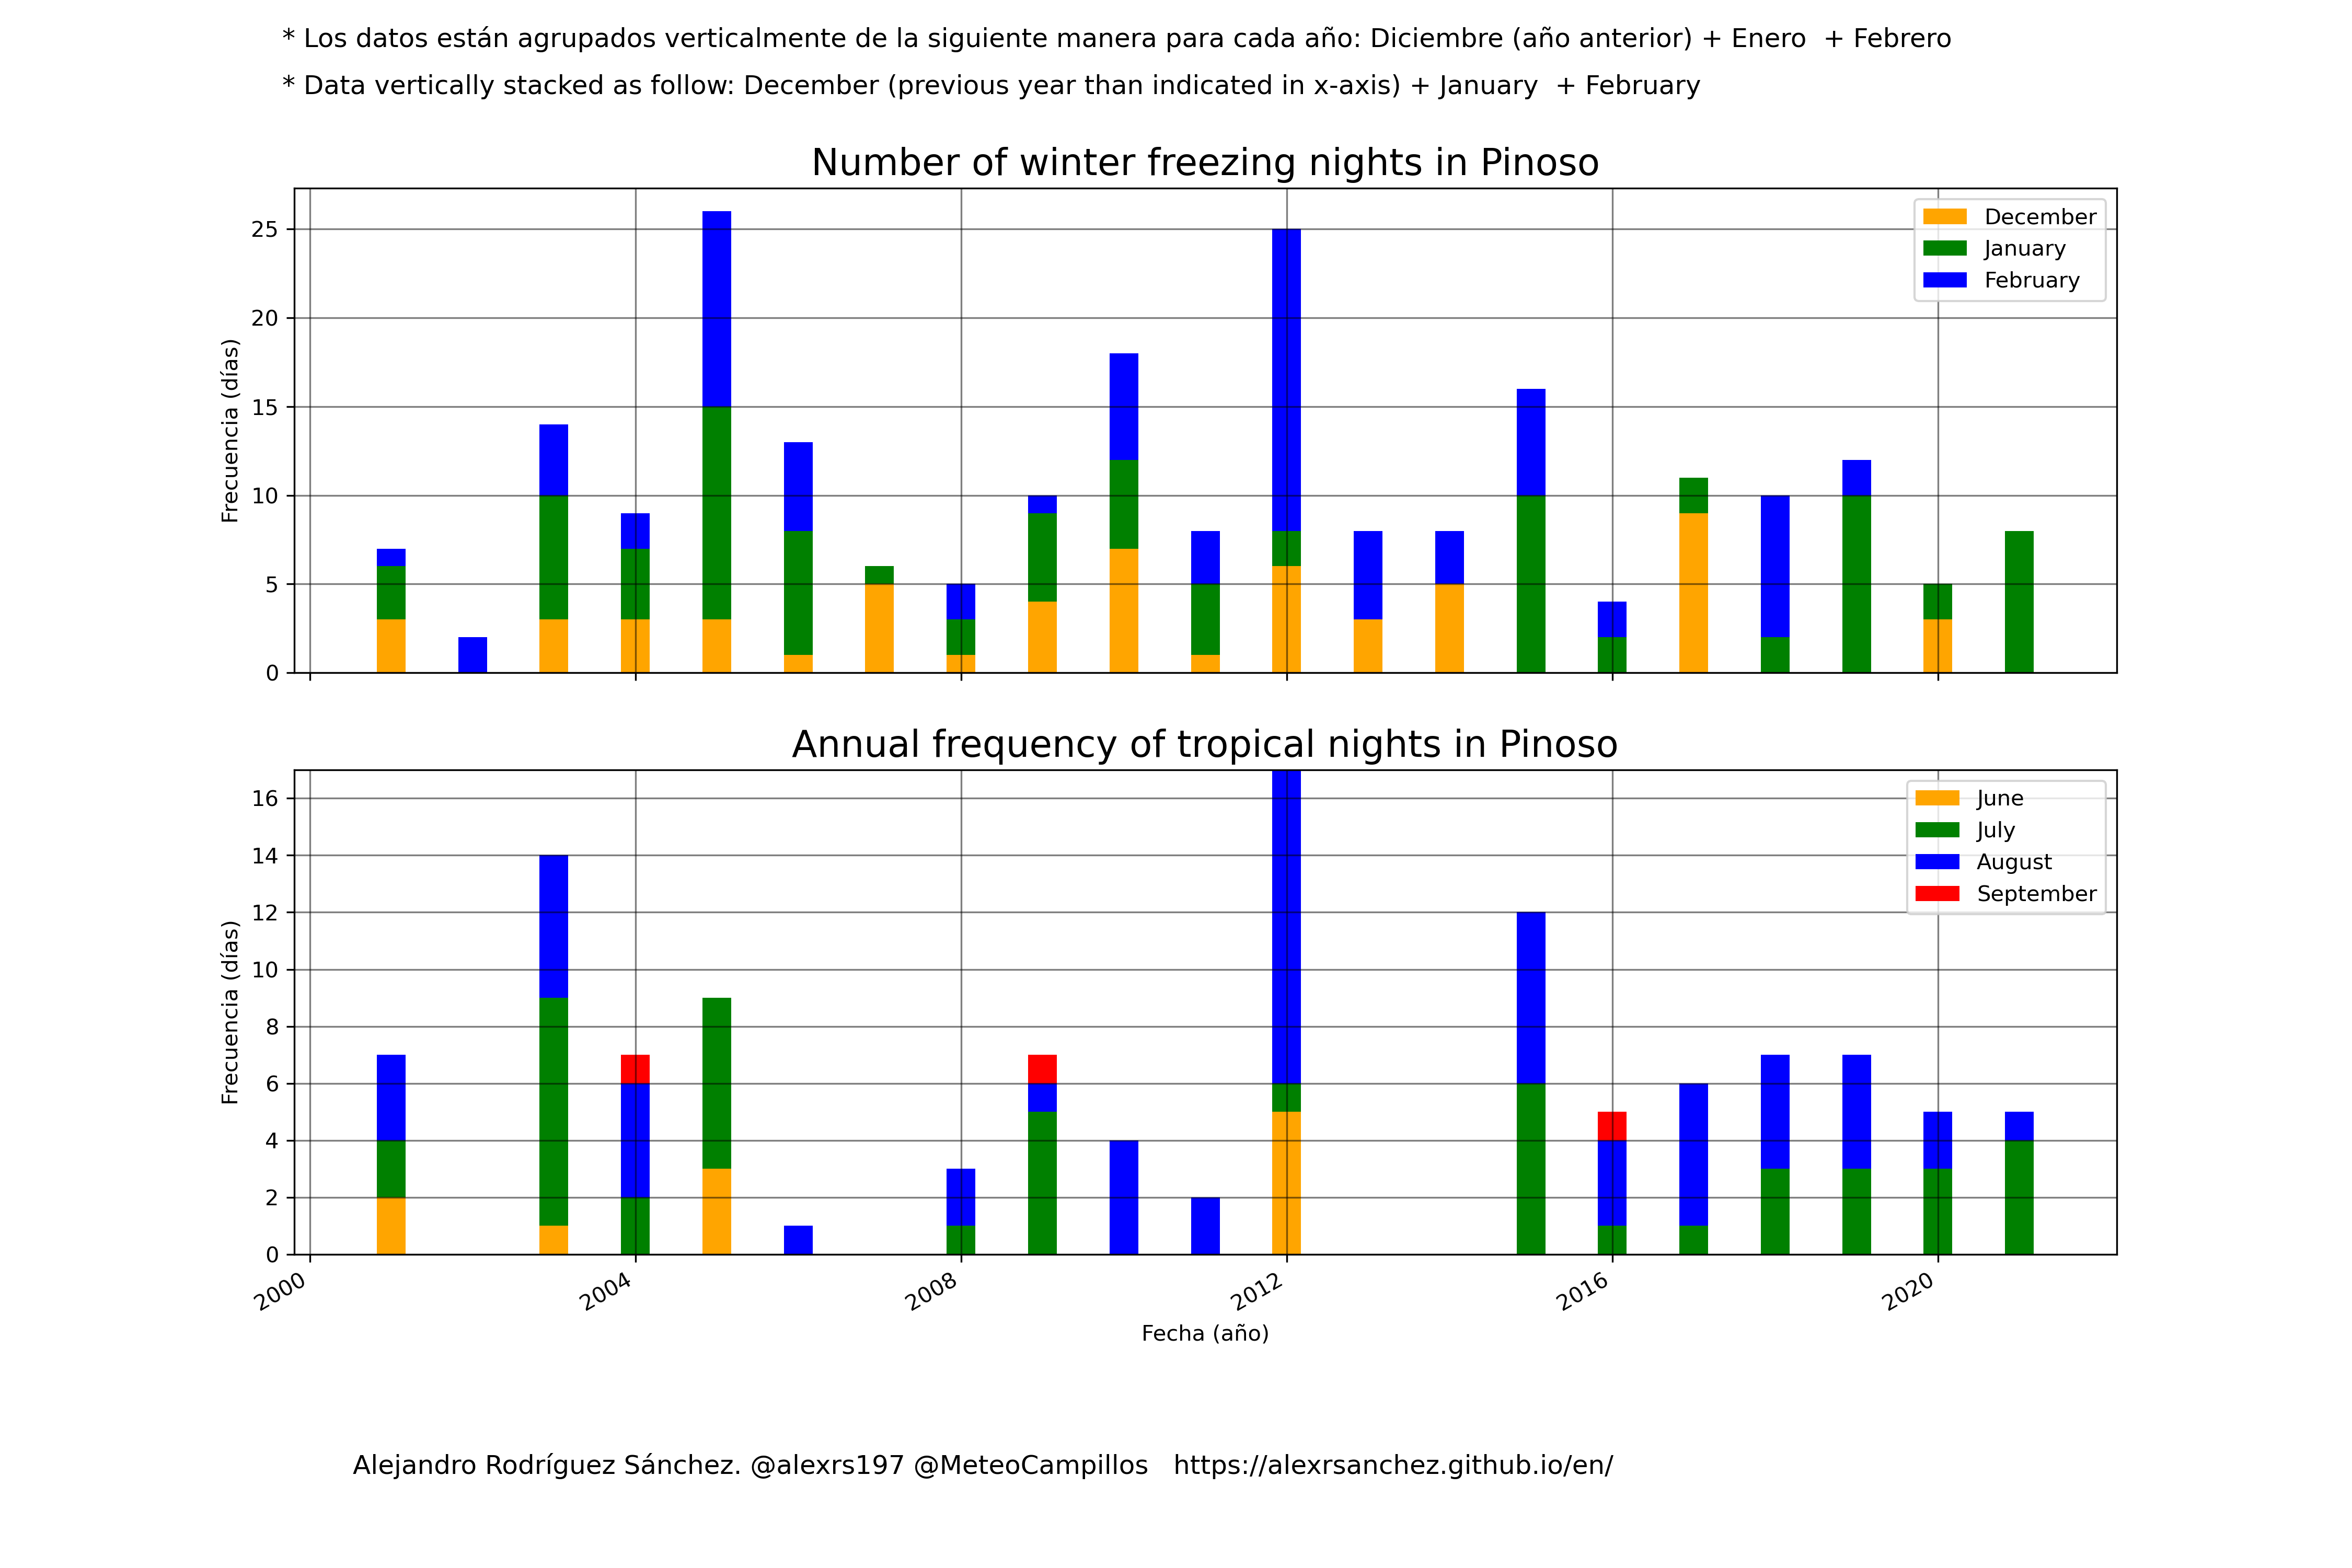 * Los datos están agrupados verticalmente de la siguiente manera para cada año: Diciembre (año anterior) + Enero  + Febrero
* Data vertically stacked as follow: December (previous year than indicated in x-axis) + January  + February
Number of winter freezing nights in Pinoso
Frecuencia (días)
25
20
15
10
5
0
December
January
February
Annual frequency of tropical nights in Pinoso
Frecuencia (días)
16
14
12
10
8
6
4
2
0
June
July
August
September
2000
2004
2008
2012
2016
2020
Fecha (año)
Alejandro Rodríguez Sánchez. @alexrs197 @MeteoCampillos   https://alexrsanchez.github.io/en/